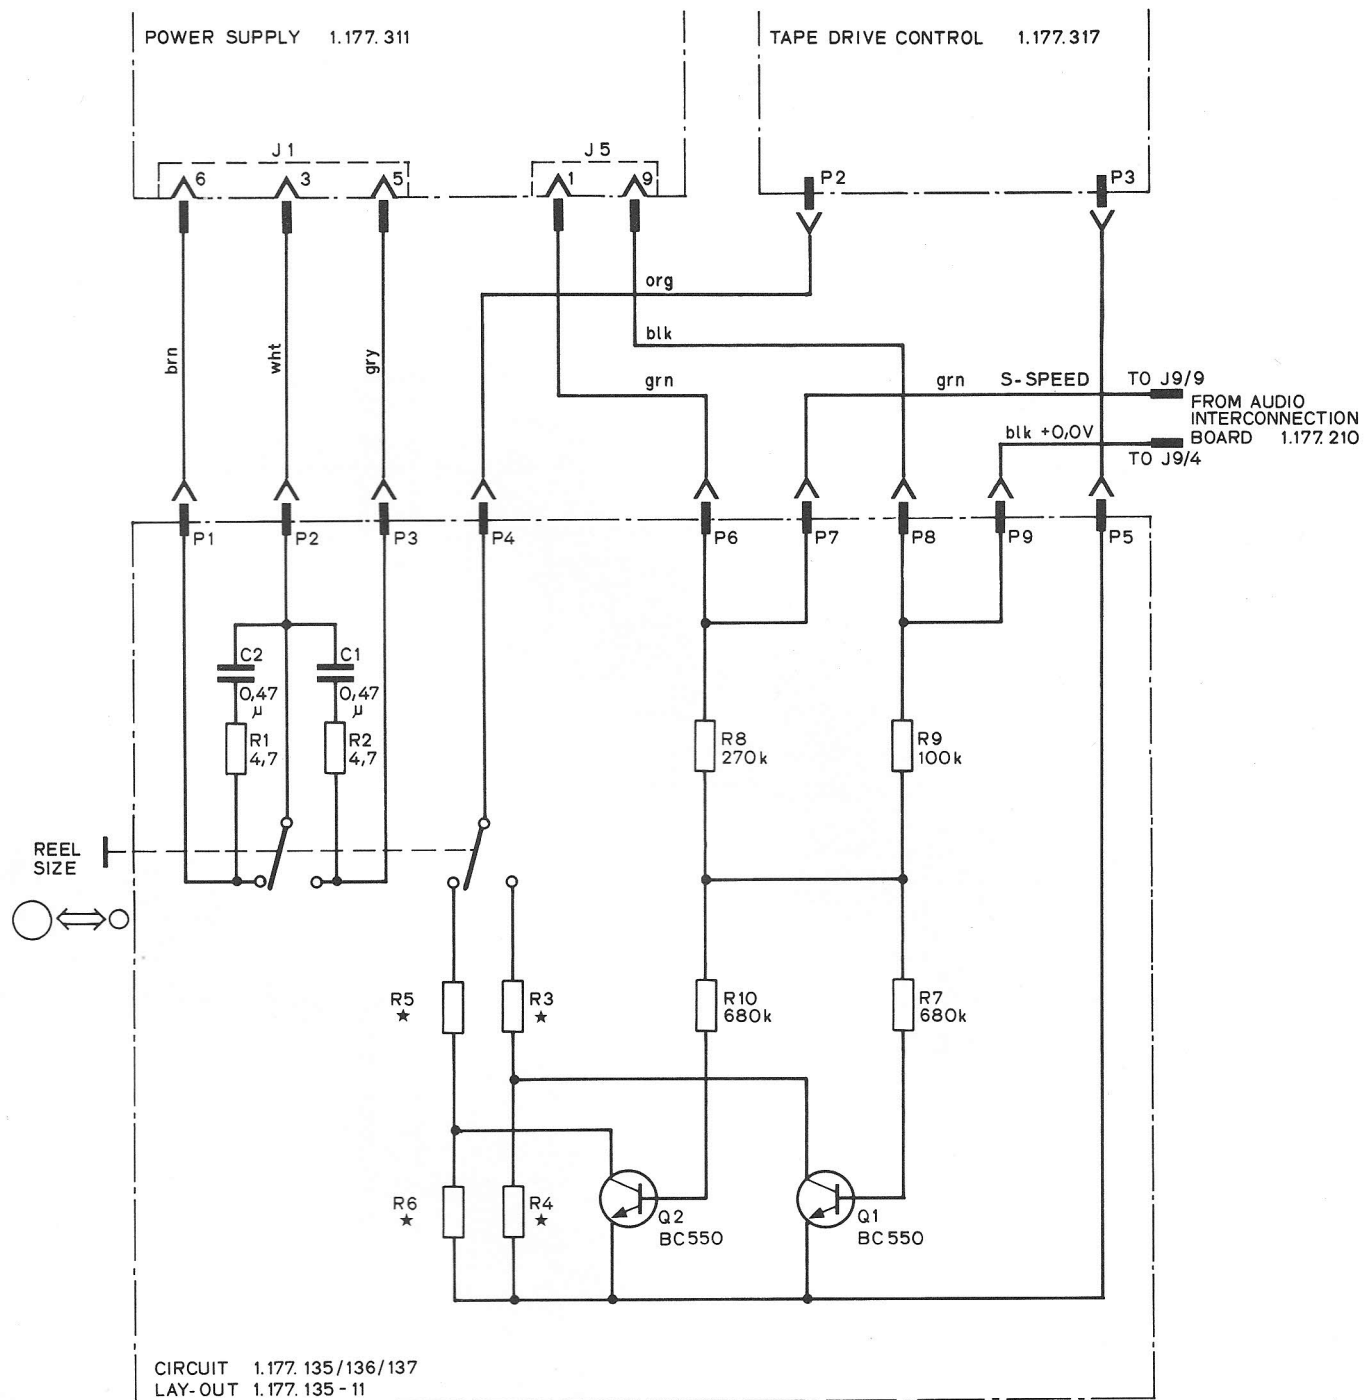 POWER SUPPLY 1.177.311
TAPE DRIVE CONTROL 1.177.317
J1
J5
6
3
5
1
9
P2
P3
org
blk
brn
wht
gry
grn
grn
S-SPEED
TO J9/9
FROM AUDIO
INTERCONNECTION
BOARD 1.177.210
blk +0,0V
TO J9/4
P1
P2
P3
P4
P6
P7
P8
P9
P5
C2
0,47
µ
C1
0,47
µ
R1
4,7
R2
4,7
R8
270k
R9
100k
REEL
SIZE
R5
★
R3
★
R10
680k
R7
680k
R6
★
R4
★
Q2
BC550
Q1
BC550
CIRCUIT 1.177.135/136/137
LAY-OUT 1.177.135-11